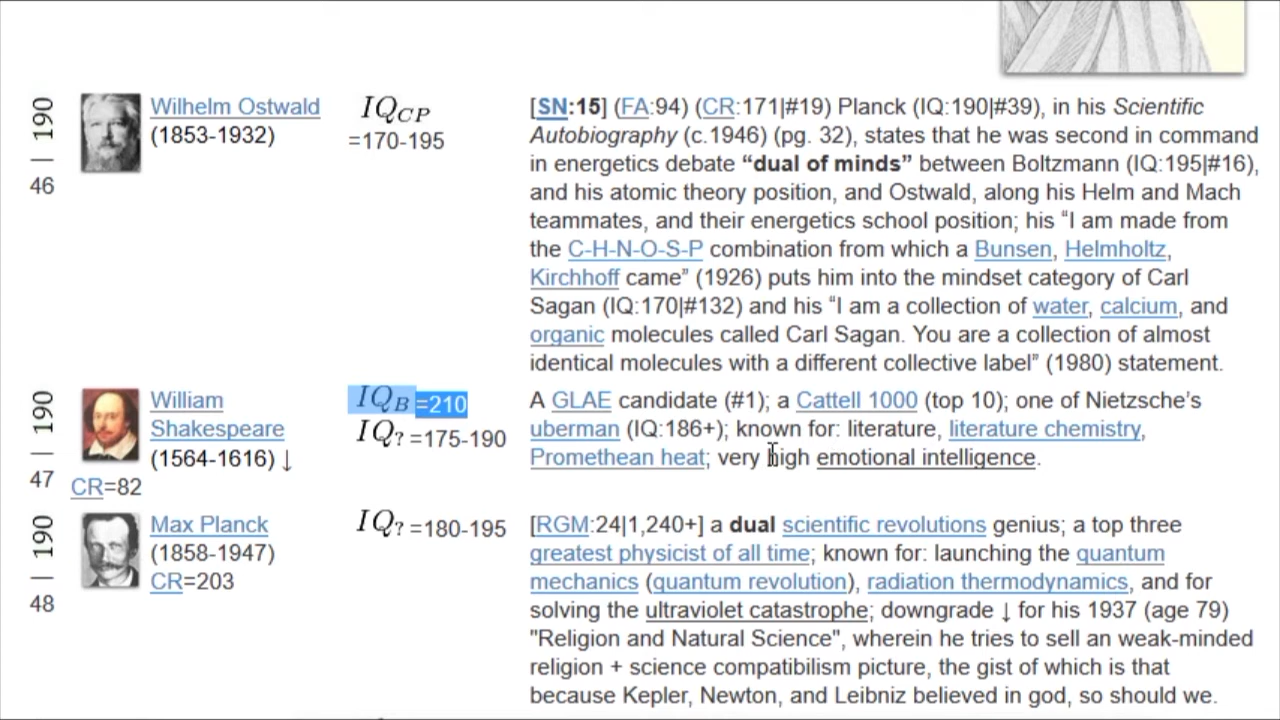 190
|
46
Wilhelm Ostwald
(1853-1932)
IQCP
=170-195
[SN:15] (FA:94) (CR:171|#19) Planck (IQ:190|#39), in his Scientific
Autobiography (c.1946) (pg. 32), states that he was second in command
in energetics debate “dual of minds” between Boltzmann (IQ:195|#16),
and his atomic theory position, and Ostwald, along his Helm and Mach
teammates, and their energetics school position; his “I am made from
the C-H-N-O-S-P combination from which a Bunsen, Helmholtz,
Kirchhoff came” (1926) puts him into the mindset category of Carl
Sagan (IQ:170|#132) and his “I am a collection of water, calcium, and
organic molecules called Carl Sagan. You are a collection of almost
identical molecules with a different collective label” (1980) statement.
190
|
47
William
Shakespeare
(1564-1616) ↓
CR=82
IQB =210
IQ? =175-190
A GLAE candidate (#1); a Cattell 1000 (top 10); one of Nietzsche’s
uberman (IQ:186+); known for: literature, literature chemistry,
Promethean heat; very high emotional intelligence.
190
|
48
Max Planck
(1858-1947)
CR=203
IQ? =180-195
[RGM:24|1,240+] a dual scientific revolutions genius; a top three
greatest physicist of all time; known for: launching the quantum
mechanics (quantum revolution), radiation thermodynamics, and for
solving the ultraviolet catastrophe; downgrade ↓ for his 1937 (age 79)
"Religion and Natural Science", wherein he tries to sell an weak-minded
religion + science compatibilism picture, the gist of which is that
because Kepler, Newton, and Leibniz believed in god, so should we.